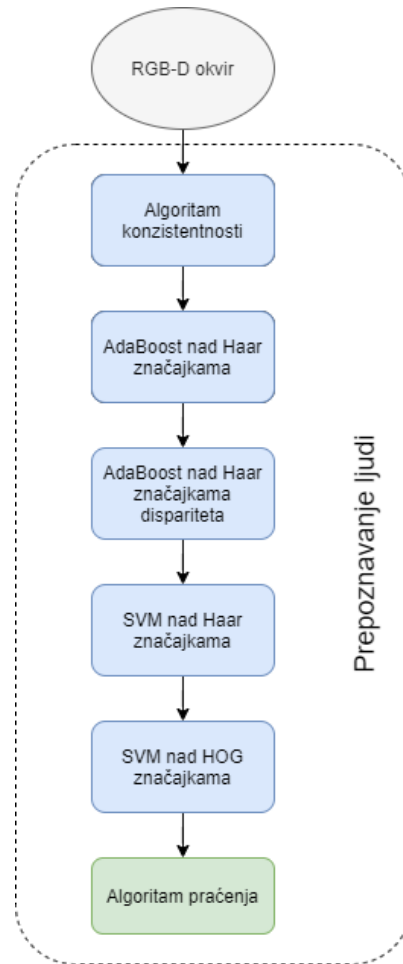 RGB-D okvir
Algoritam
konzistentnosti
AdaBoost nad Haar
značajkama
AdaBoost nad Haar
značajkama
dispariteta
SVM nad Haar
značajkama
SVM nad HOG
značajkama
Algoritam praćenja
Prepoznavanje ljudi